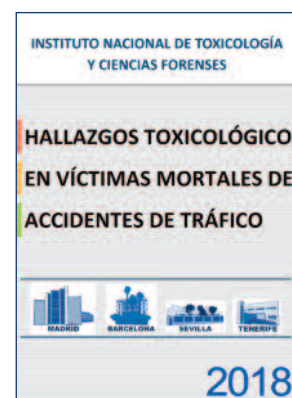 INSTITUTO NACIONAL DE TOXICOLOGÍA
Y CIENCIAS FORENSES
HALLAZGOS TOXICOLÓGICO
EN VÍCTIMAS MORTALES DE
ACCIDENTES DE TRÁFICO
MADRID BARCELONA SEVILLA TENERIFE
2018